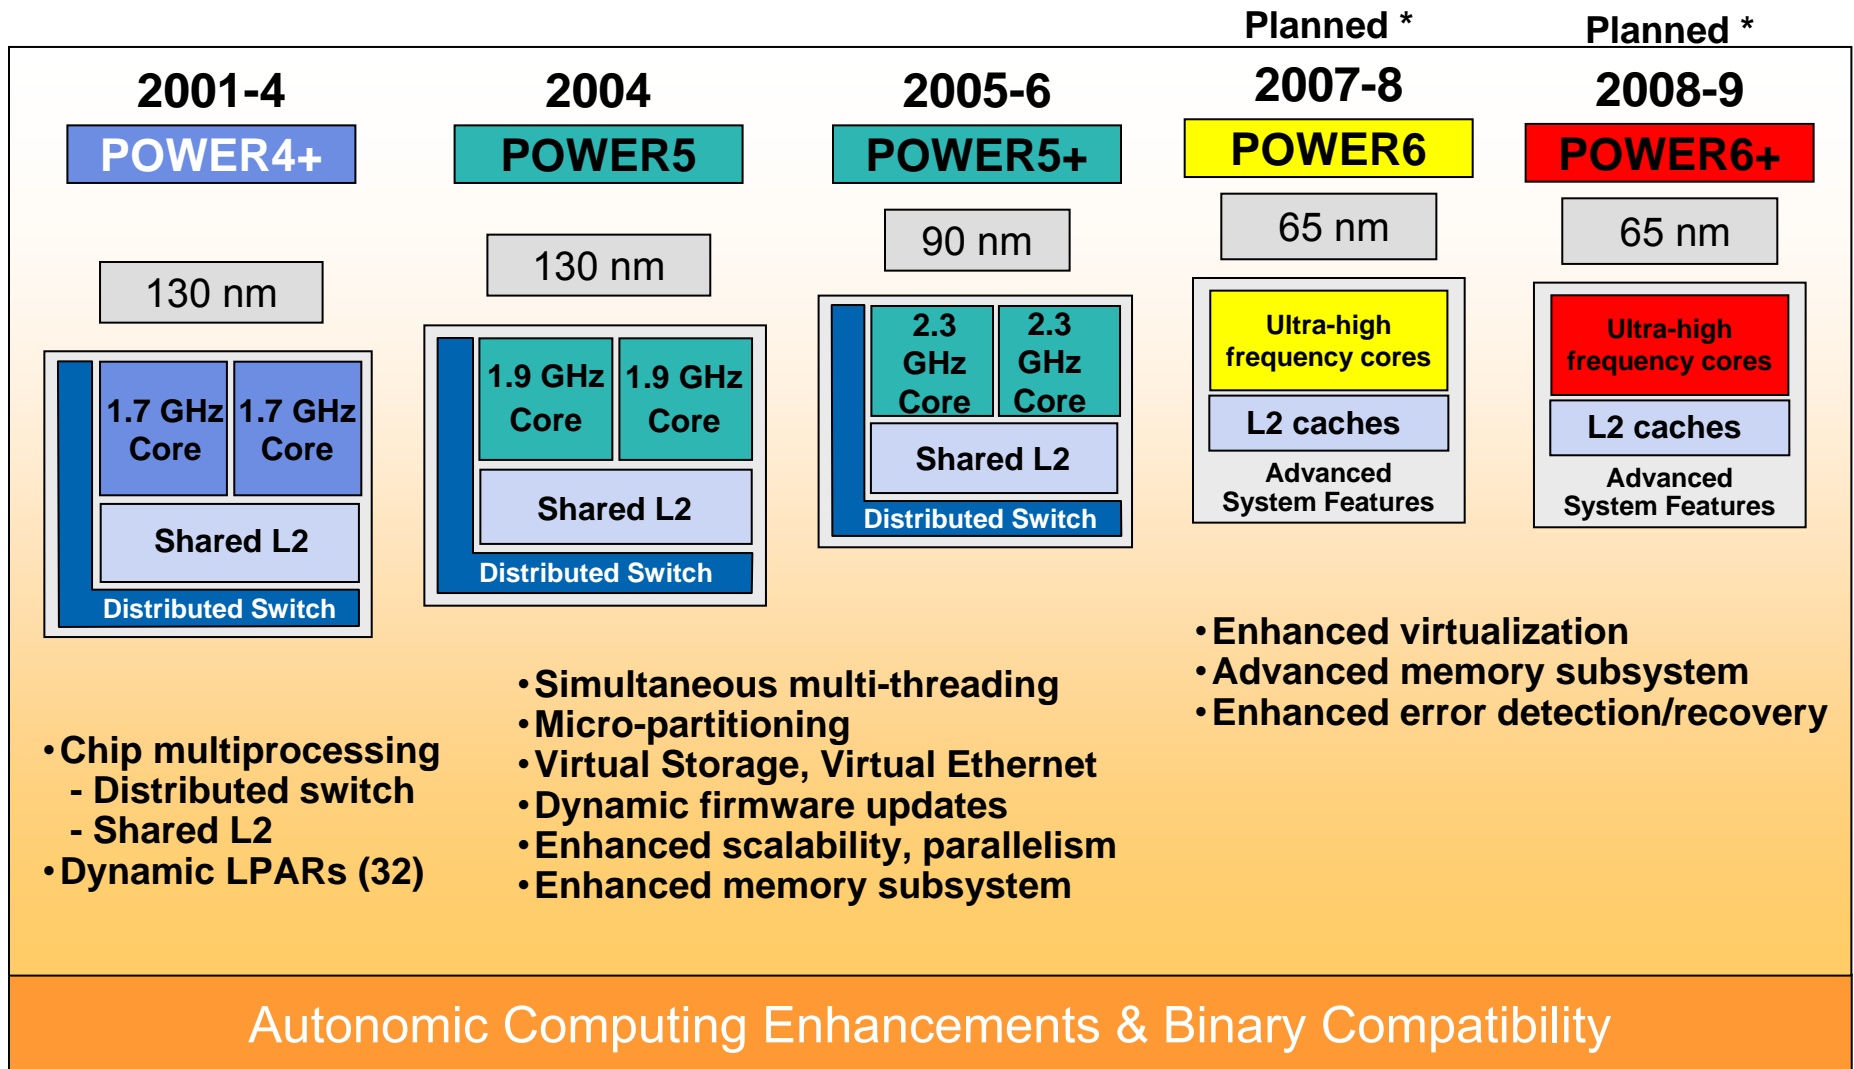 Planned *
Planned *
2001-4
2004
2005-6
2007-8
2008-9
POWER4+
POWER5
POWER5+
POWER6
POWER6+
130 nm
130 nm
90 nm
65 nm
65 nm
1.7 GHz
Core
1.7 GHz
Core
Shared L2
Distributed Switch
1.9 GHz
Core
1.9 GHz
Core
Shared L2
Distributed Switch
2.3
GHz
Core
2.3
GHz
Core
Shared L2
Distributed Switch
Ultra-high
frequency cores
L2 caches
Advanced
System Features
Ultra-high
frequency cores
L2 caches
Advanced
System Features
•Chip multiprocessing
- Distributed switch
- Shared L2
•Dynamic LPARs (32)
•Simultaneous multi-threading
•Micro-partitioning
•Virtual Storage, Virtual Ethernet
•Dynamic firmware updates
•Enhanced scalability, parallelism
•Enhanced memory subsystem
•Enhanced virtualization
•Advanced memory subsystem
•Enhanced error detection/recovery
Autonomic Computing Enhancements & Binary Compatibility